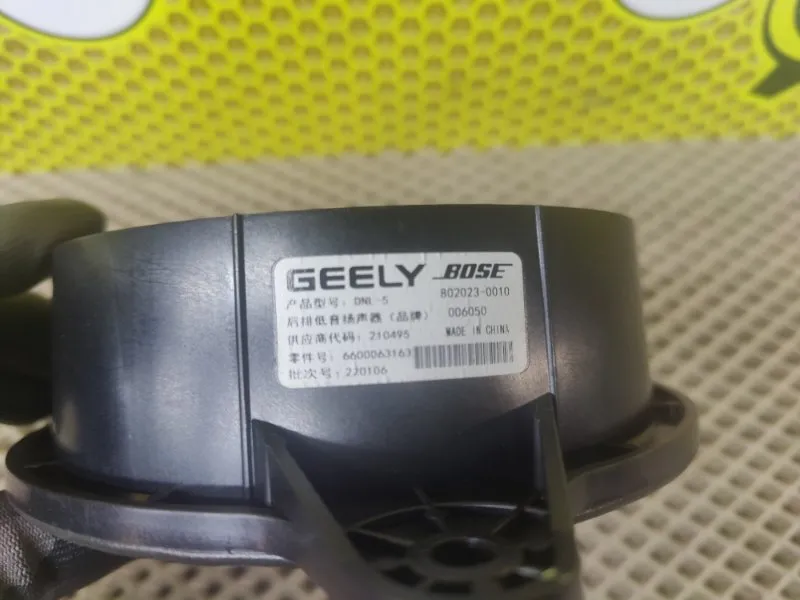 GEELY BOSE
产品型号: DNL-5 802023-0010
后排低音扬声器（品牌） 006050
供应商代码: 210495 MADE IN CHINA
零件号: 6600063163
批次号: 220106